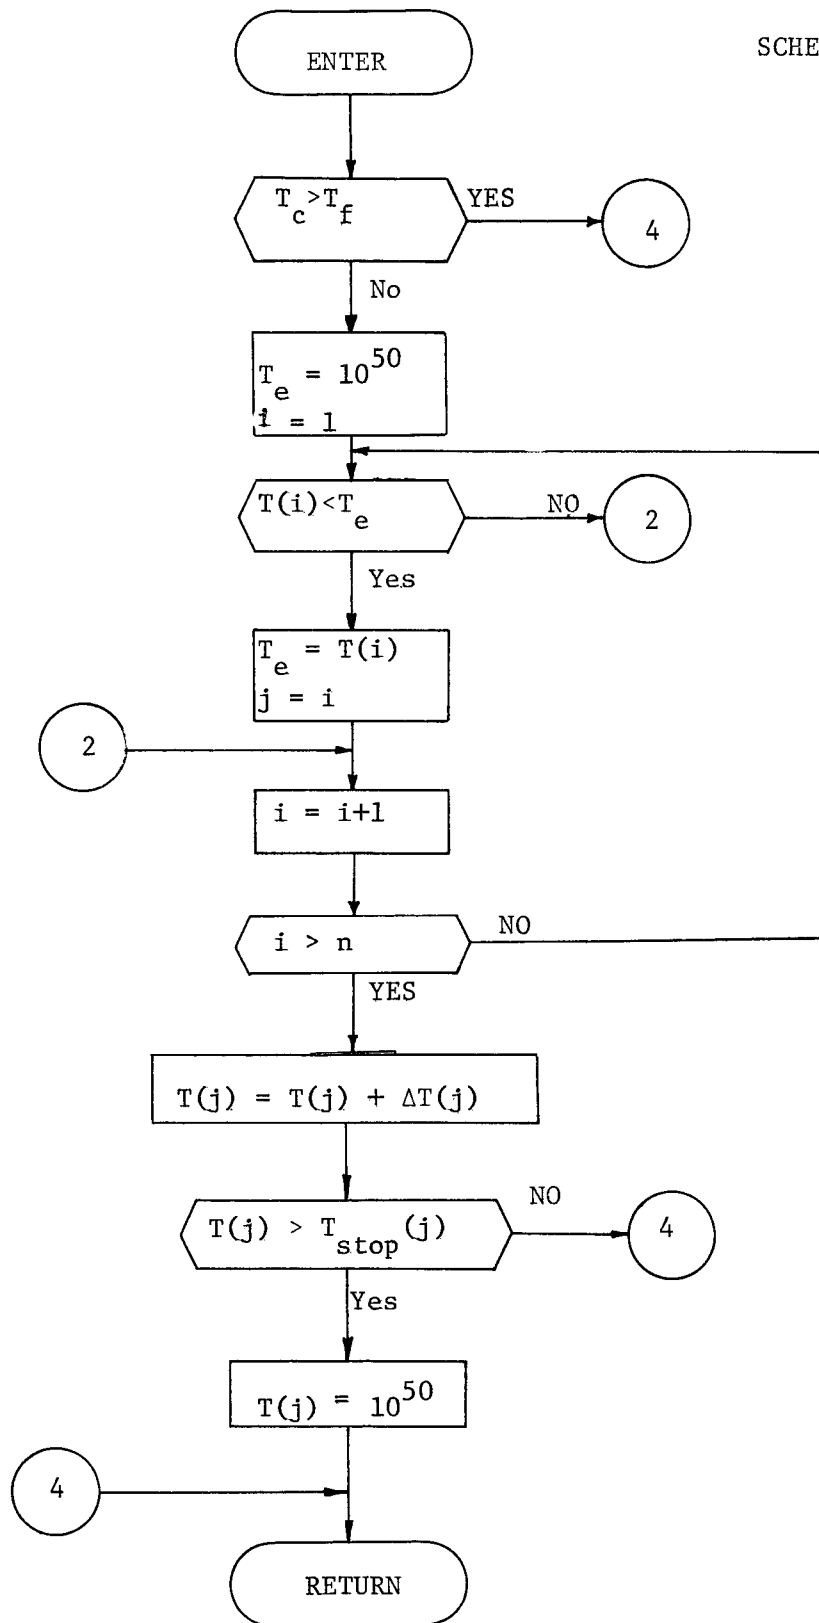 SCHE
ENTER
T_c>T_f
YES
4
No
T_e = 10^50
i = 1
T(i)<T_e
NO
2
Yes
T_e = T(i)
j = i
2
i = i+1
i > n
NO
YES
T(j) = T(j) + ΔT(j)
T(j) > T_stop(j)
NO
4
Yes
T(j) = 10^50
4
RETURN